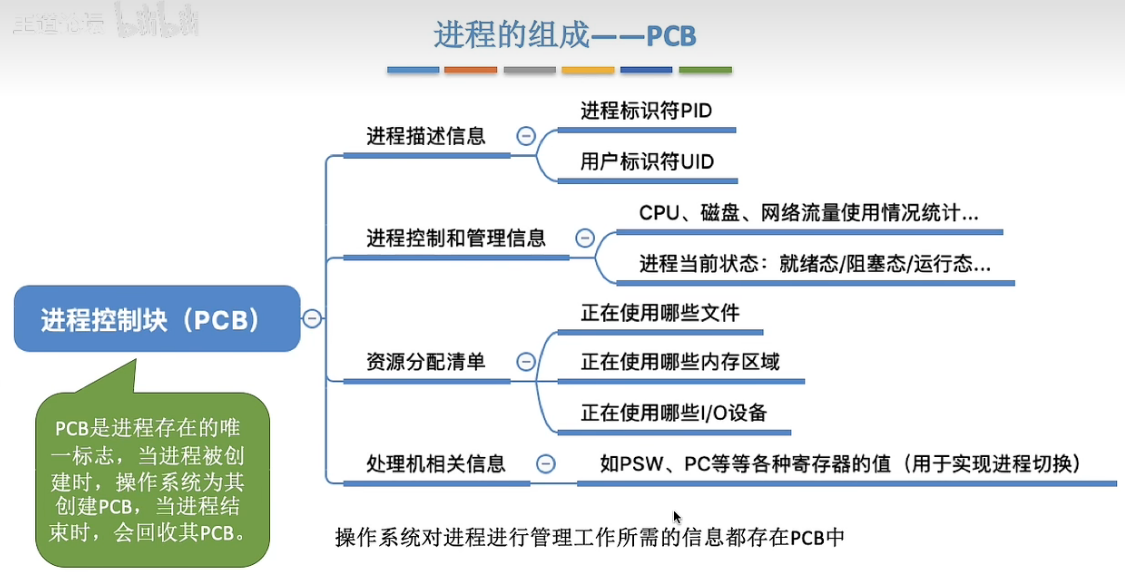 王道论坛 bilibili
进程的组成——PCB
进程描述信息
进程标识符PID
用户标识符UID
进程控制和管理信息
CPU、磁盘、网络流量使用情况统计...
进程当前状态：就绪态/阻塞态/运行态...
进程控制块（PCB）
资源分配清单
正在使用哪些文件
正在使用哪些内存区域
正在使用哪些I/O设备
处理机相关信息
如PSW、PC等等各种寄存器的值（用于实现进程切换）
PCB是进程存在的唯
一标志，当进程被创
建时，操作系统为其
创建PCB，当进程结
束时，会回收其PCB。
操作系统对进程进行管理工作所需的信息都存在PCB中